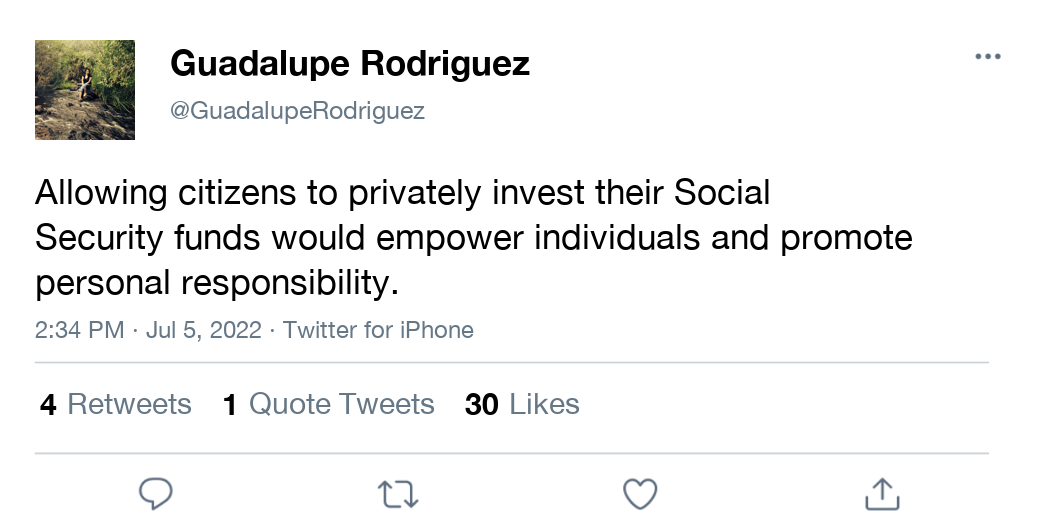 Guadalupe Rodriguez
@GuadalupeRodriguez
Allowing citizens to privately invest their Social
Security funds would empower individuals and promote
personal responsibility.
2:34 PM · Jul 5, 2022 · Twitter for iPhone
4 Retweets 1 Quote Tweets 30 Likes